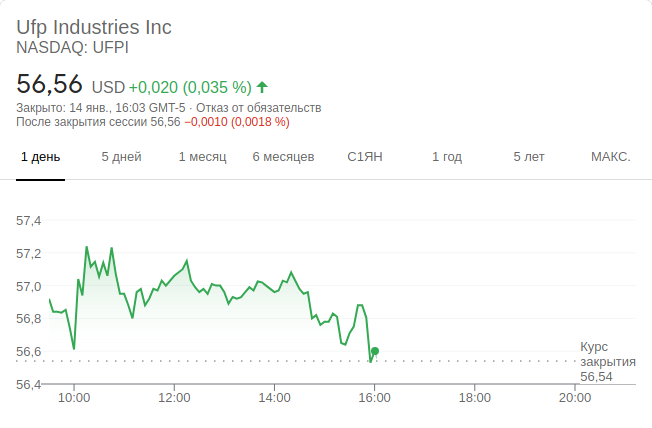 Ufp Industries Inc
NASDAQ: UFPI
56,56 USD +0,020 (0,035 %)
Закрыто: 14 янв., 16:03 GMT-5 · Отказ от обязательств
После закрытия сессии 56,56 −0,0010 (0,0018 %)
1 день 5 дней 1 месяц 6 месяцев С1ЯН 1 год 5 лет МАКС.
57,4
57,2
57,0
56,8
56,6
Курс
закрытия
56,54
56,4
10:00 12:00 14:00 16:00 18:00 20:00